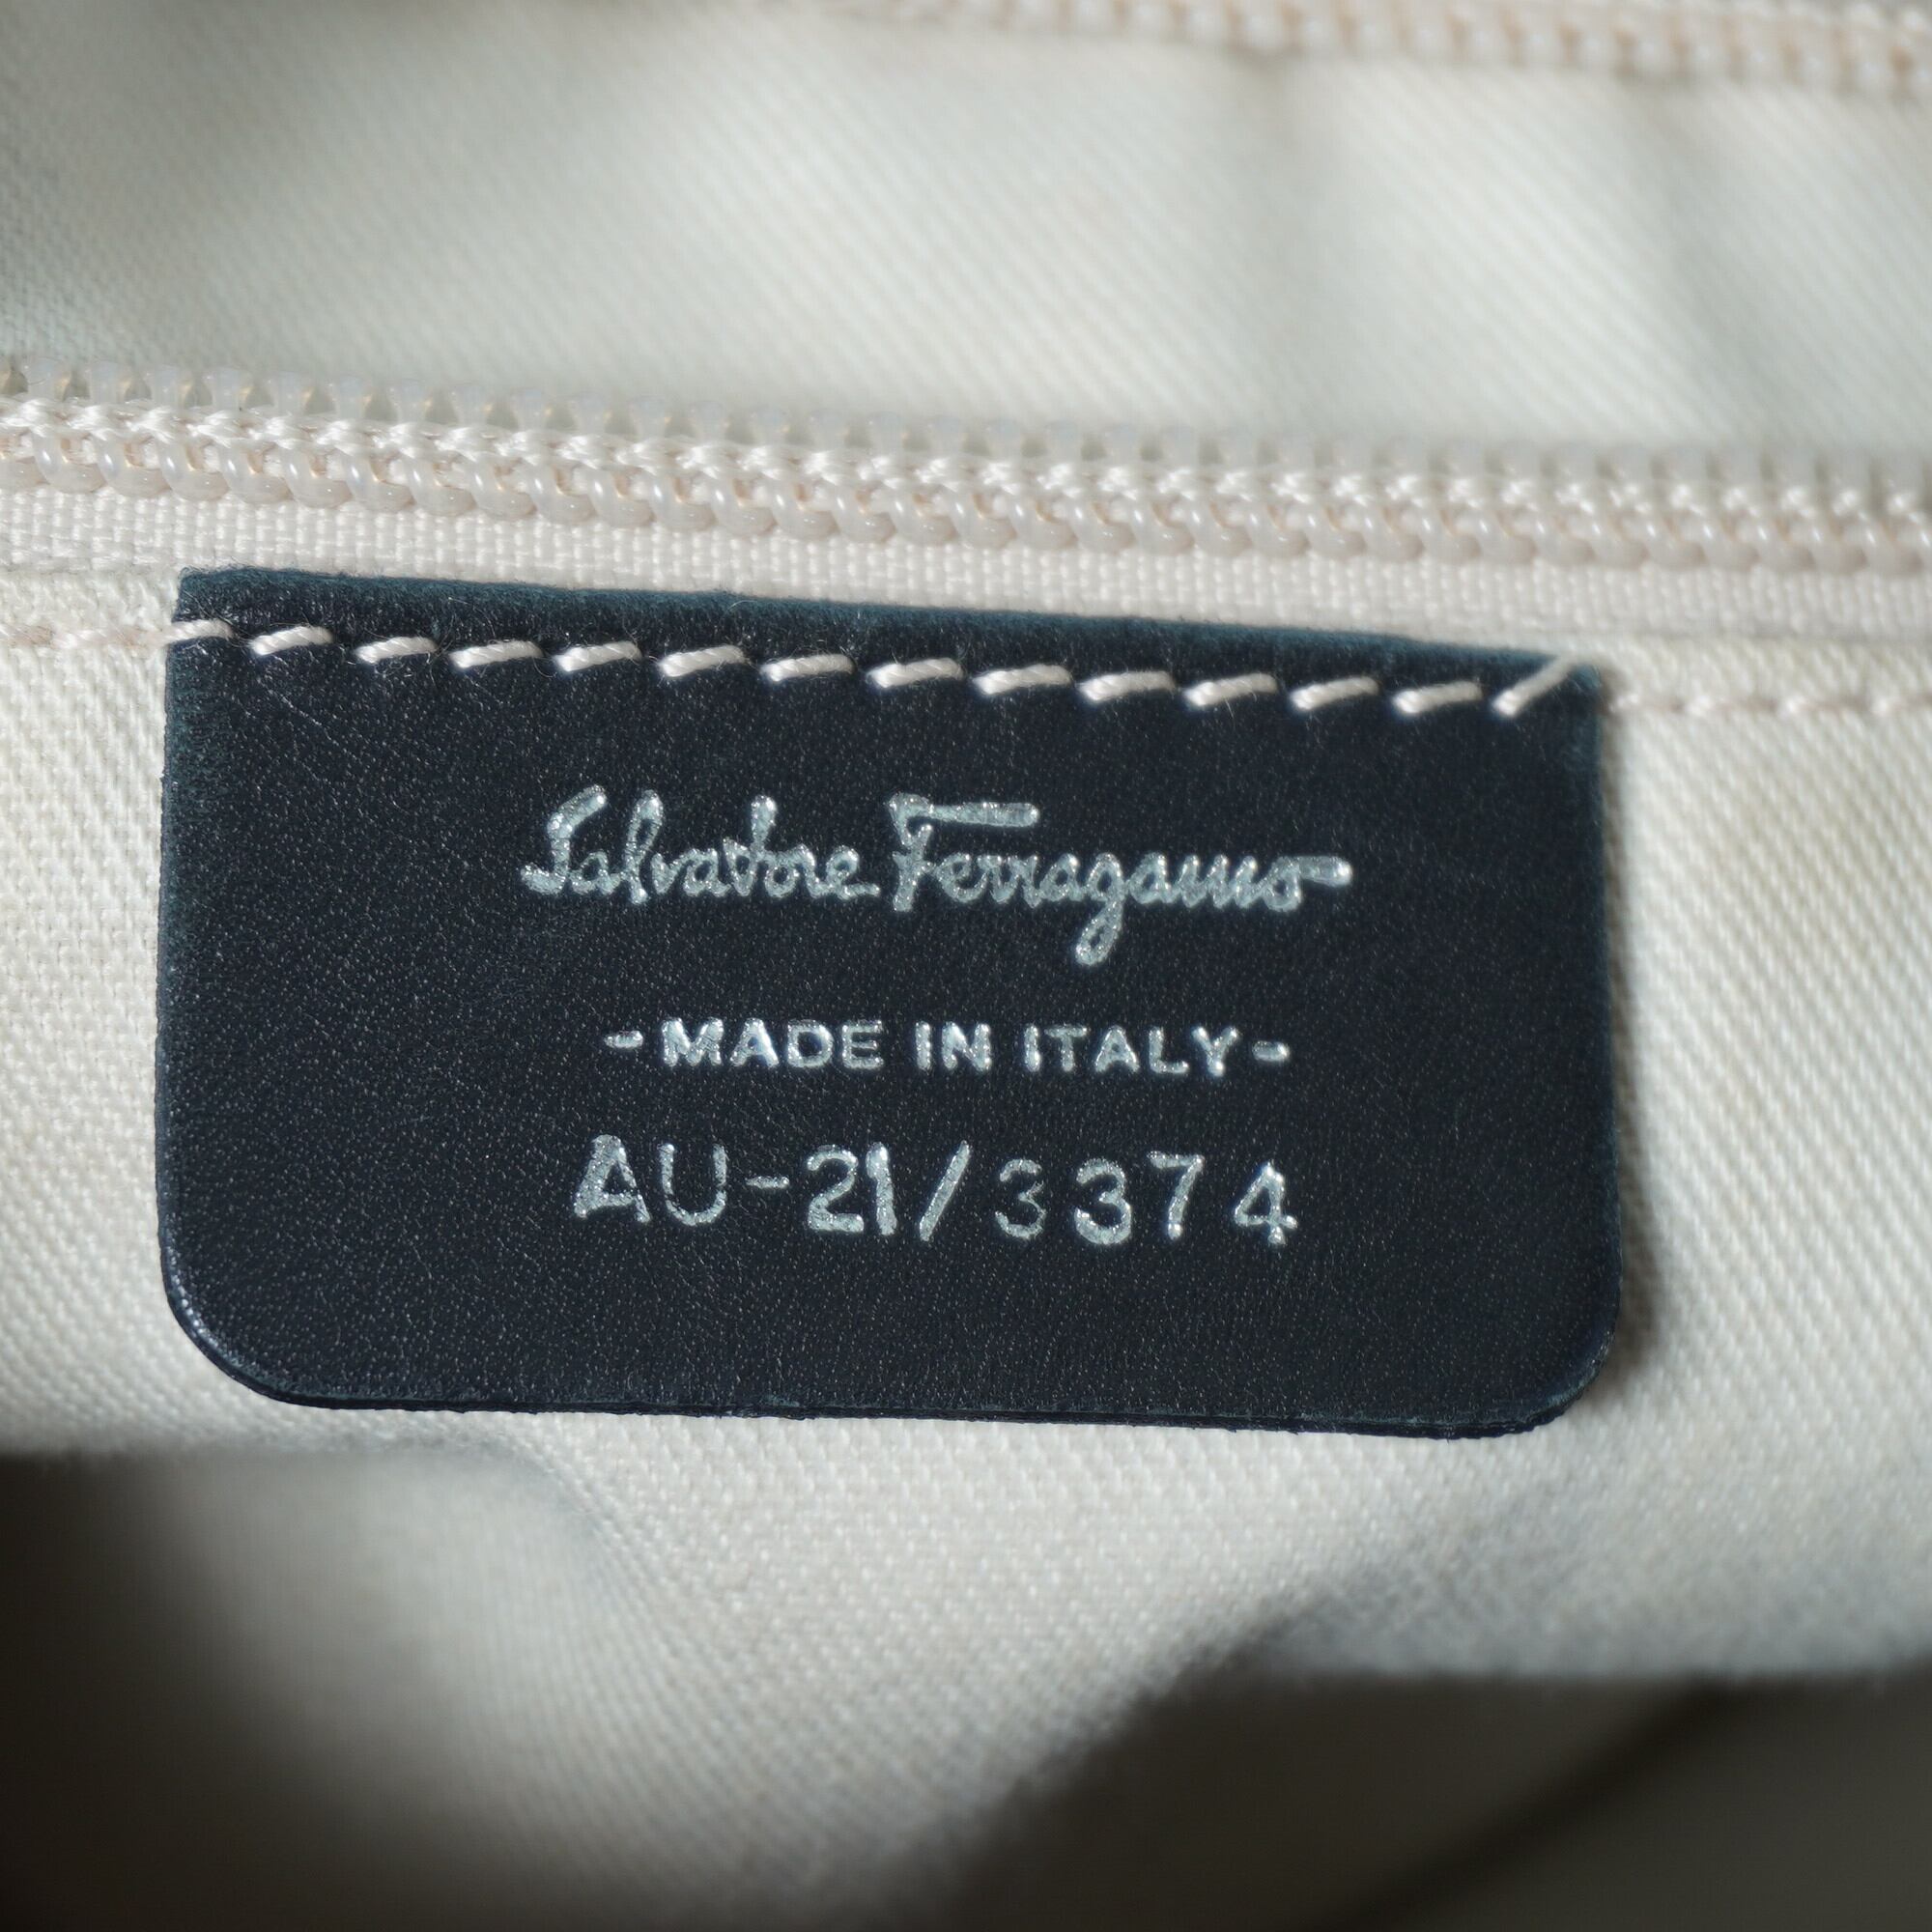 Salvatore Ferragamo
-MADE IN ITALY-
AU-21/3374